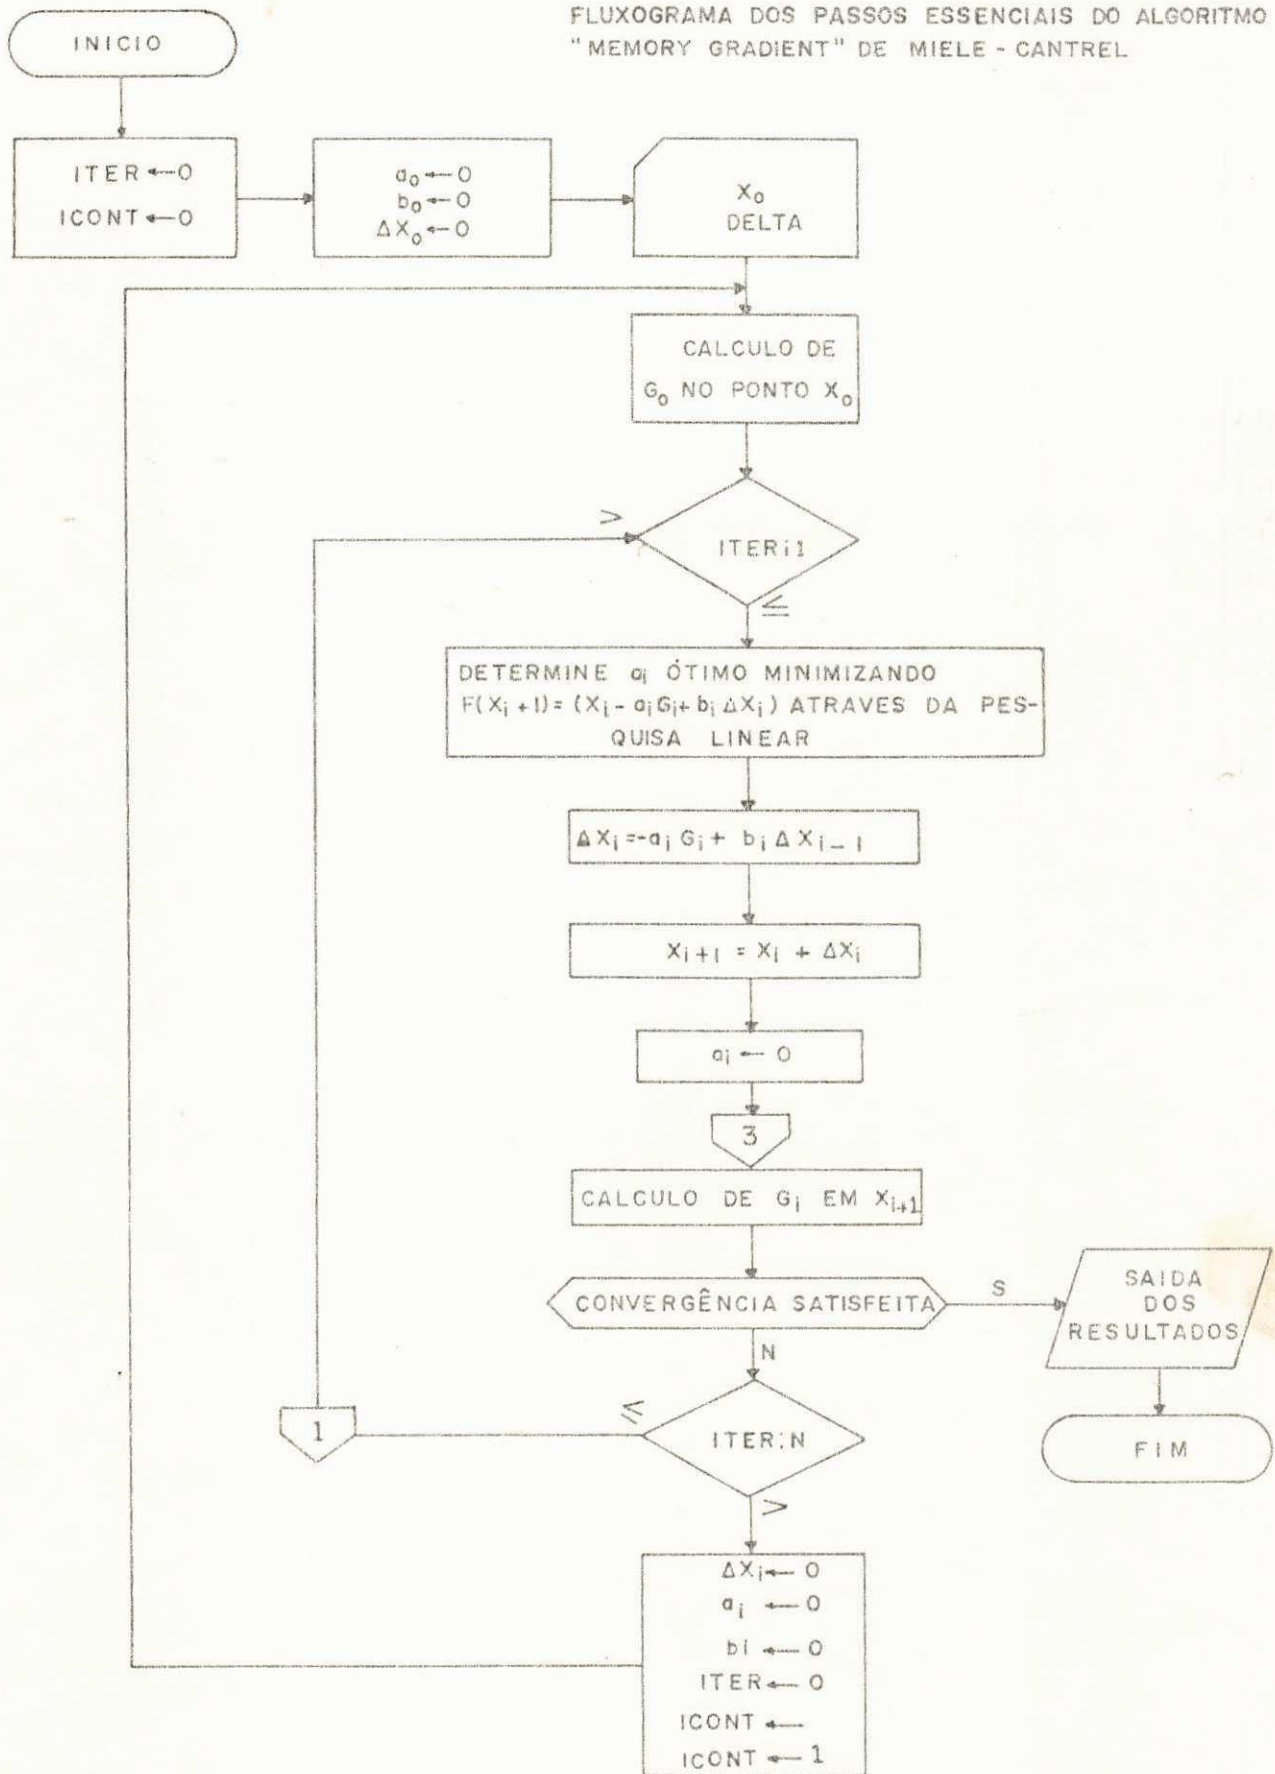 FLUXOGRAMA DOS PASSOS ESSENCIAIS DO ALGORITMO
"MEMORY GRADIENT" DE MIELE - CANTREL
INICIO
ITER ← 0
ICONT ← 0
a₀ ← 0
b₀ ← 0
ΔX₀ ← 0
X₀
DELTA
CALCULO DE
G₀ NO PONTO X₀
>
ITER¡1
≤
DETERMINE aᵢ ÓTIMO MINIMIZANDO
F(Xᵢ + 1) = (Xᵢ - aᵢGᵢ + bᵢ ΔXᵢ) ATRAVES DA PES-
QUISA LINEAR
ΔXᵢ = -aᵢ Gᵢ + bᵢ Δ Xᵢ₋₁
Xᵢ₊₁ = Xᵢ + ΔXᵢ
aᵢ ← 0
3
CALCULO DE Gᵢ EM Xᵢ₊₁
CONVERGÊNCIA SATISFEITA
S
SAIDA
DOS
RESULTADOS
N
≤
1
ITER:N
FIM
>
ΔXᵢ ← 0
aᵢ ← 0
bi ← 0
ITER ← 0
ICONT ←
ICONT ← 1